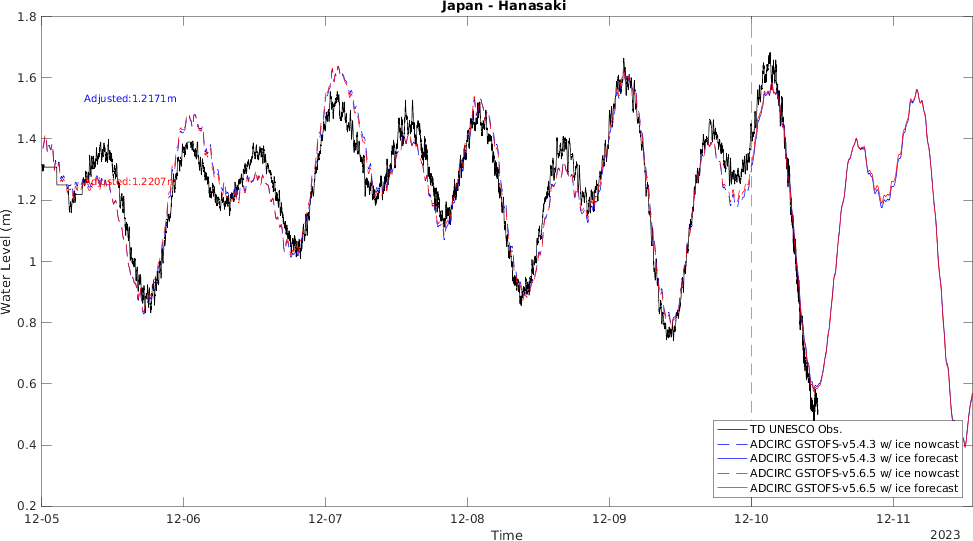 Japan - Hanasaki
Water Level (m)
1.8
1.6
1.4
1.2
1
0.8
0.6
0.4
0.2
Adjusted:1.2171m
Adjusted:1.2207m
TD UNESCO Obs.
ADCIRC GSTOFS-v5.4.3 w/ ice nowcast
ADCIRC GSTOFS-v5.4.3 w/ ice forecast
ADCIRC GSTOFS-v5.6.5 w/ ice nowcast
ADCIRC GSTOFS-v5.6.5 w/ ice forecast
12-05 12-06 12-07 12-08 12-09 12-10 12-11
Time
2023